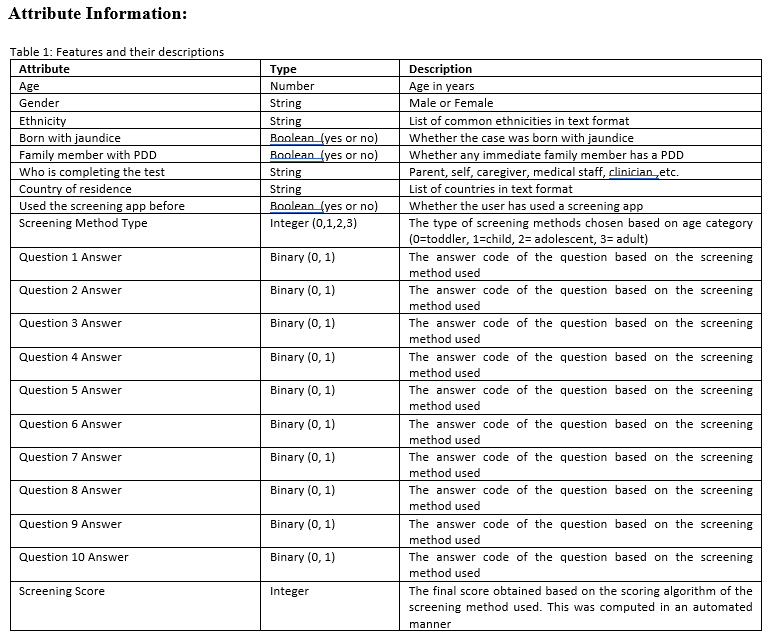 Attribute Information:
Table 1: Features and their descriptions
Attribute Type Description
Age Number Age in years
Gender String Male or Female
Ethnicity String List of common ethnicities in text format
Born with jaundice Boolean (yes or no) Whether the case was born with jaundice
Family member with PDD Boolean (yes or no) Whether any immediate family member has a PDD
Who is completing the test String Parent, self, caregiver, medical staff, clinician ,etc.
Country of residence String List of countries in text format
Used the screening app before Boolean (yes or no) Whether the user has used a screening app
Screening Method Type Integer (0,1,2,3) The type of screening methods chosen based on age category
(0=toddler, 1=child, 2= adolescent, 3= adult)
Question 1 Answer Binary (0, 1) The answer code of the question based on the screening
method used
Question 2 Answer Binary (0, 1) The answer code of the question based on the screening
method used
Question 3 Answer Binary (0, 1) The answer code of the question based on the screening
method used
Question 4 Answer Binary (0, 1) The answer code of the question based on the screening
method used
Question 5 Answer Binary (0, 1) The answer code of the question based on the screening
method used
Question 6 Answer Binary (0, 1) The answer code of the question based on the screening
method used
Question 7 Answer Binary (0, 1) The answer code of the question based on the screening
method used
Question 8 Answer Binary (0, 1) The answer code of the question based on the screening
method used
Question 9 Answer Binary (0, 1) The answer code of the question based on the screening
method used
Question 10 Answer Binary (0, 1) The answer code of the question based on the screening
method used
Screening Score Integer The final score obtained based on the scoring algorithm of the
screening method used. This was computed in an automated
manner